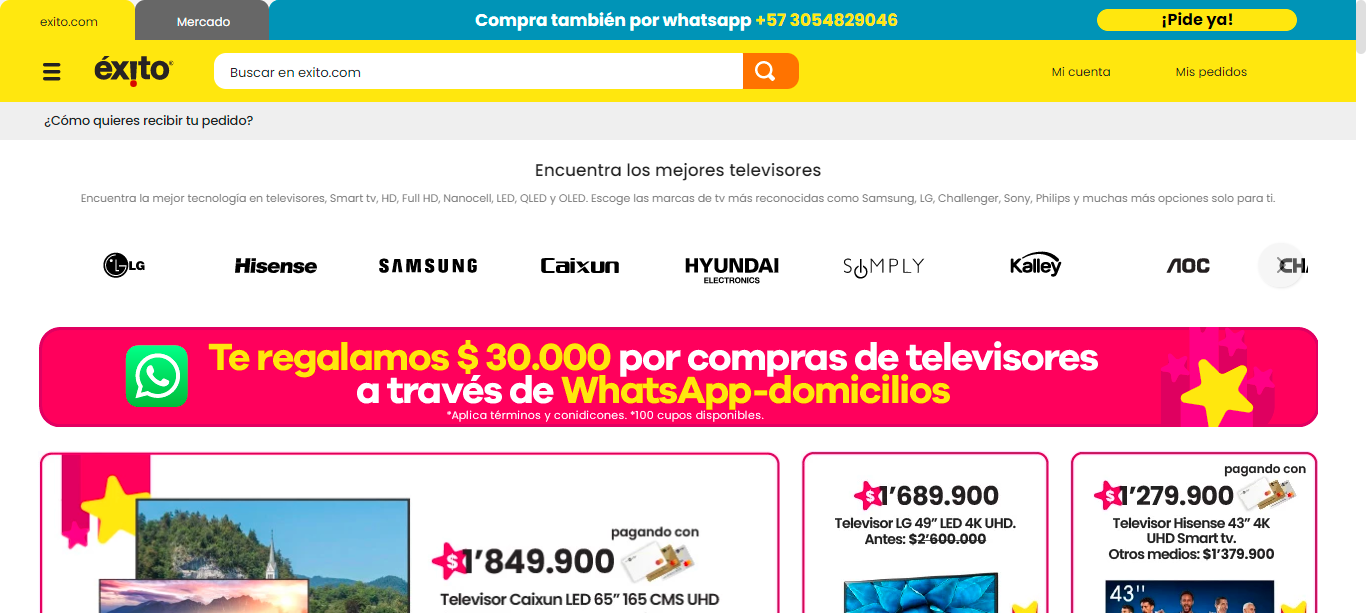 exito.com
Mercado
Compra también por whatsapp +57 3054829046
¡Pide ya!
éxito
Buscar en exito.com
Mi cuenta
Mis pedidos
¿Cómo quieres recibir tu pedido?
Encuentra los mejores televisores
Encuentra la mejor tecnología en televisores, Smart tv, HD, Full HD, Nanocell, LED, QLED y OLED. Escoge las marcas de tv más reconocidas como Samsung, LG, Challenger, Sony, Philips y muchas más opciones solo para ti.
LG
Hisense
SAMSUNG
Caixun
HYUNDAI
ELECTRONICS
SIMPLY
Kalley
AOC
CH
Te regalamos $ 30.000 por compras de televisores
a través de WhatsApp-domicilios
*Aplica términos y conidicones. *100 cupos disponibles.
pagando con
$ 1'849.900
Televisor Caixun LED 65” 165 CMS UHD
$ 1'689.900
Televisor LG 49” LED 4K UHD.
Antes: $2'600.000
pagando con
$ 1'279.900
Televisor Hisense 43” 4K
UHD Smart tv.
Otros medios: $1'379.900
43"